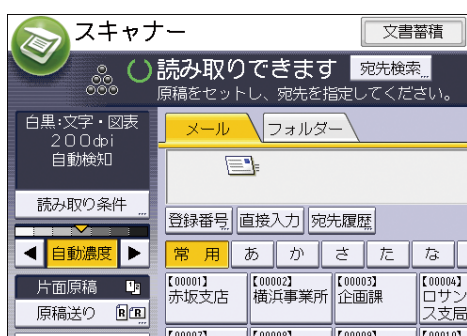 スキャナー
文書蓄積
読み取りできます
宛先検索
原稿をセットし、宛先を指定してください。
白黒:文字・図表
200dpi
自動検知
読み取り条件
自動濃度
片面原稿
原稿送り
メール
フォルダー
登録番号
直接入力
宛先履歴
常用
あ
か
さ
た
な
【00001】
赤坂支店
【00002】
横浜事業所
【00003】
企画課
【00004】
ロサン
ス支局